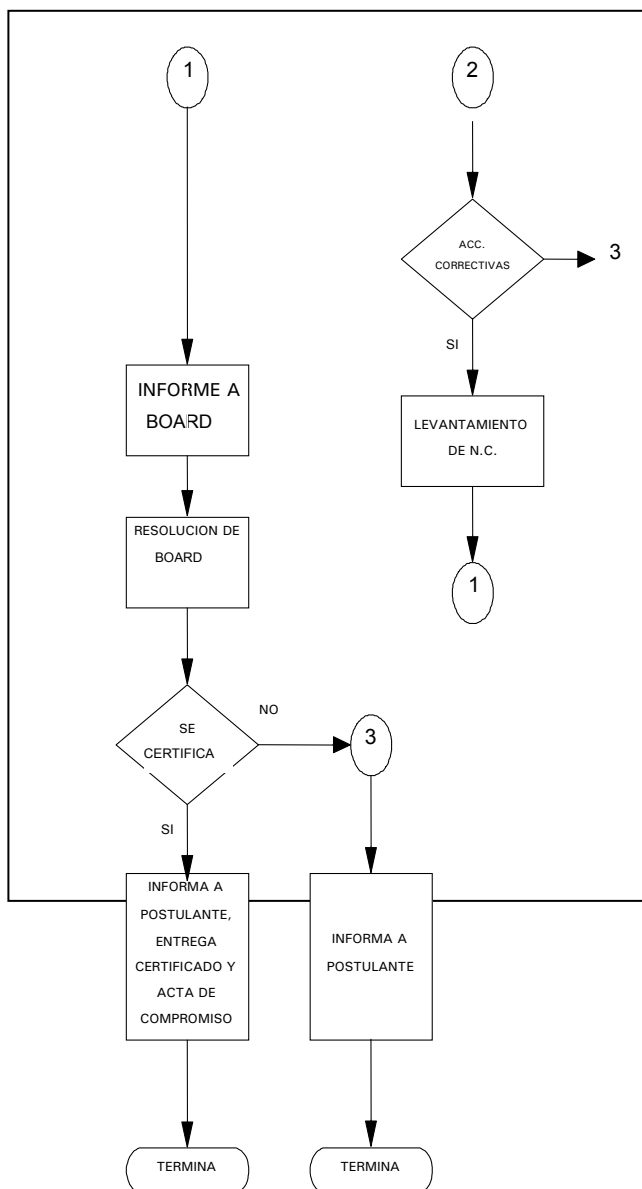 1
2
ACC.
CORRECTIVAS
3
SI
INFORME A
BOARD
LEVANTAMIENTO
DE N.C.
RESOLUCION DE
BOARD
1
NO
SE
CERTIFICA
3
SI
INFORMA A
POSTULANTE,
ENTREGA
CERTIFICADO Y
ACTA DE
COMPROMISO
INFORMA A
POSTULANTE
TERMINA
TERMINA